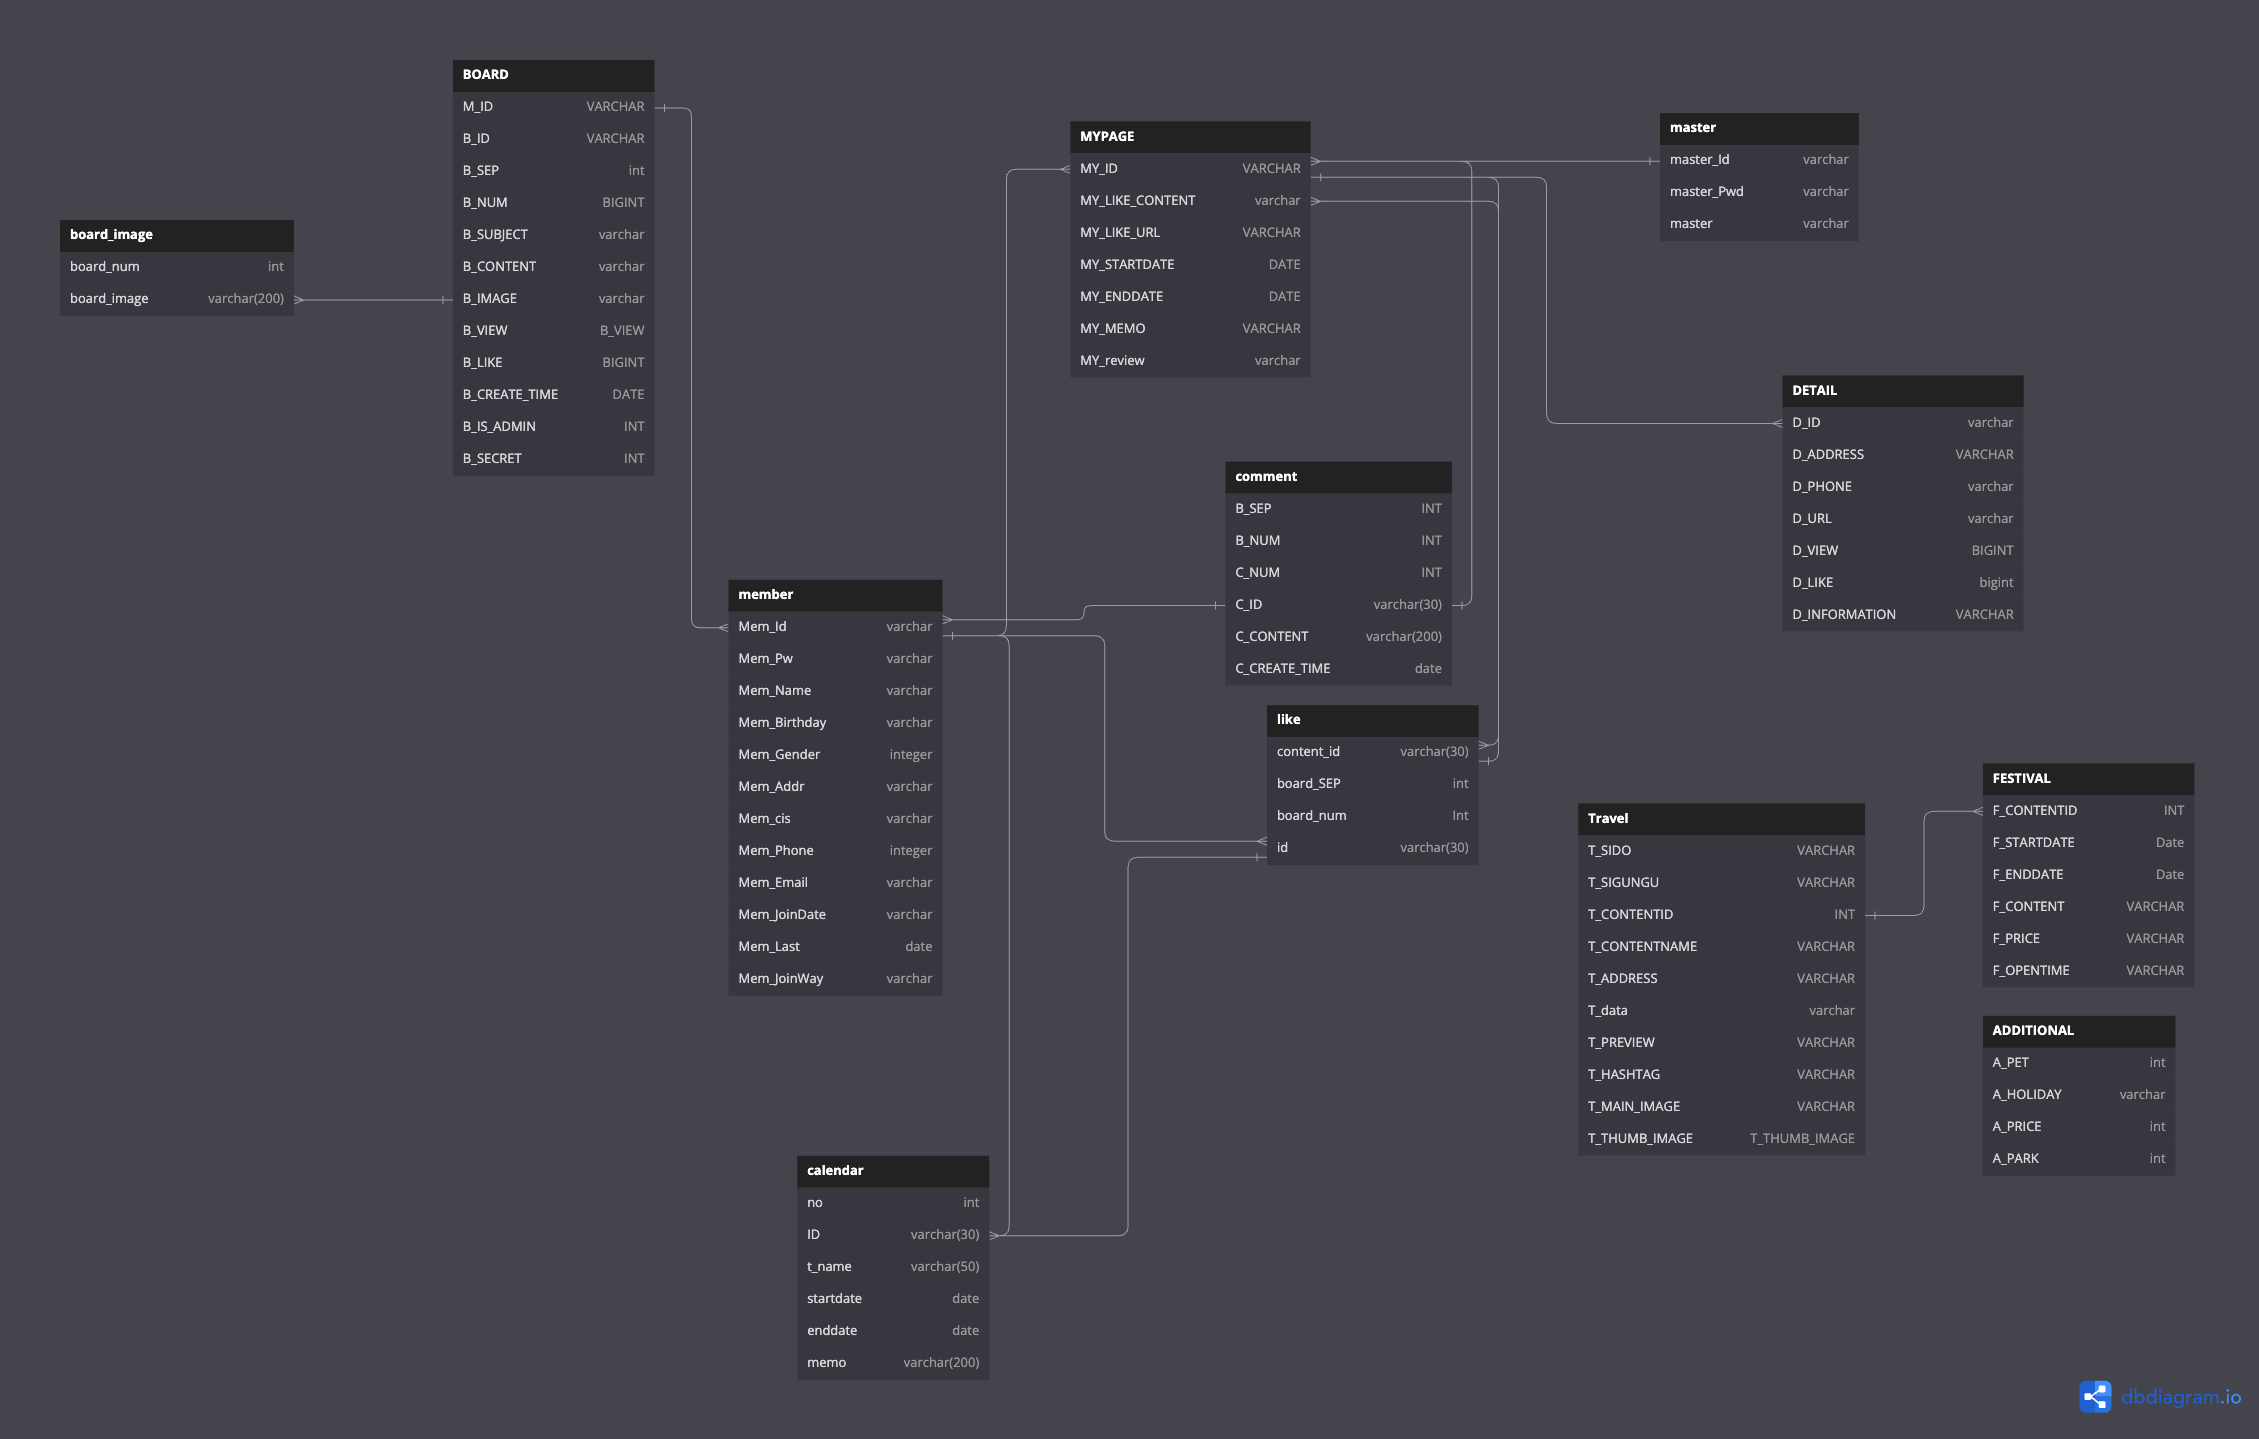 BOARD
M_ID VARCHAR
B_ID VARCHAR
B_SEP int
B_NUM BIGINT
B_SUBJECT varchar
B_CONTENT varchar
B_IMAGE varchar
B_VIEW B_VIEW
B_LIKE BIGINT
B_CREATE_TIME DATE
B_IS_ADMIN INT
B_SECRET INT
board_image
board_num int
board_image varchar(200)
MYPAGE
MY_ID VARCHAR
MY_LIKE_CONTENT varchar
MY_LIKE_URL VARCHAR
MY_STARTDATE DATE
MY_ENDDATE DATE
MY_MEMO VARCHAR
MY_review varchar
master
master_Id varchar
master_Pwd varchar
master varchar
DETAIL
D_ID varchar
D_ADDRESS VARCHAR
D_PHONE varchar
D_URL varchar
D_VIEW BIGINT
D_LIKE bigint
D_INFORMATION VARCHAR
comment
B_SEP INT
B_NUM INT
C_NUM INT
C_ID varchar(30)
C_CONTENT varchar(200)
C_CREATE_TIME date
member
Mem_Id varchar
Mem_Pw varchar
Mem_Name varchar
Mem_Birthday varchar
Mem_Gender integer
Mem_Addr varchar
Mem_cis varchar
Mem_Phone integer
Mem_Email varchar
Mem_JoinDate varchar
Mem_Last date
Mem_JoinWay varchar
like
content_id varchar(30)
board_SEP int
board_num Int
id varchar(30)
Travel
T_SIDO VARCHAR
T_SIGUNGU VARCHAR
T_CONTENTID INT
T_CONTENTNAME VARCHAR
T_ADDRESS VARCHAR
T_data varchar
T_PREVIEW VARCHAR
T_HASHTAG VARCHAR
T_MAIN_IMAGE VARCHAR
T_THUMB_IMAGE T_THUMB_IMAGE
FESTIVAL
F_CONTENTID INT
F_STARTDATE Date
F_ENDDATE Date
F_CONTENT VARCHAR
F_PRICE VARCHAR
F_OPENTIME VARCHAR
ADDITIONAL
A_PET int
A_HOLIDAY varchar
A_PRICE int
A_PARK int
calendar
no int
ID varchar(30)
t_name varchar(50)
startdate date
enddate date
memo varchar(200)
dbdiagram.io